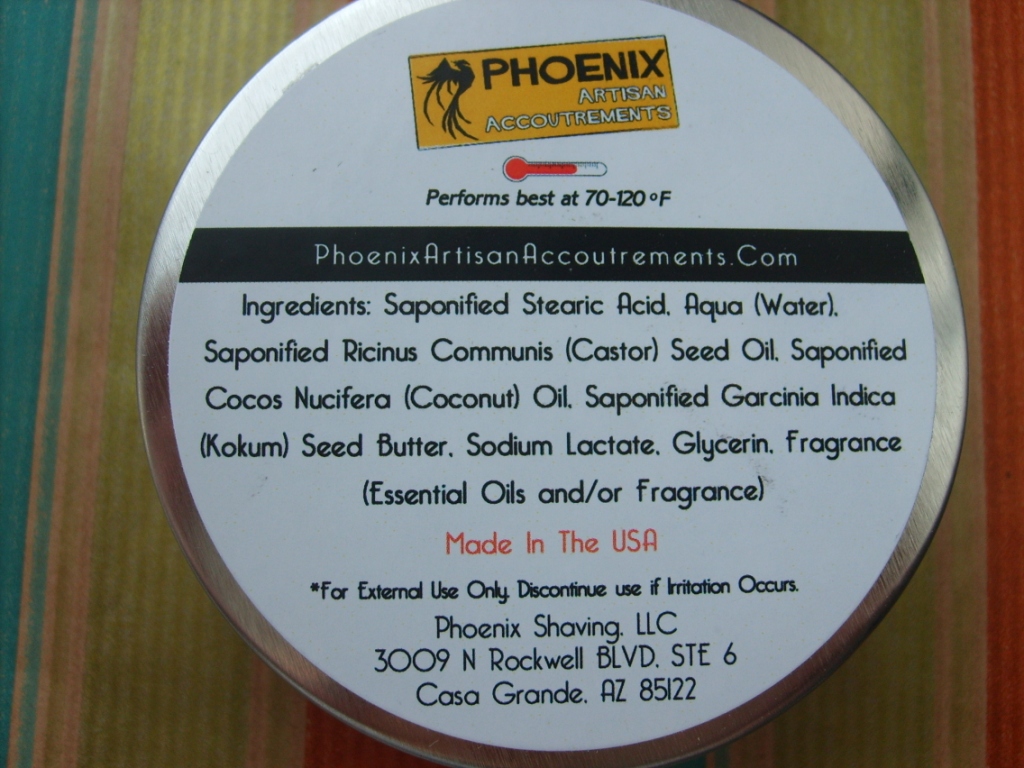 PHOENIX
ARTISAN
ACCOUTREMENTS
Performs best at 70-120°F
PhoenixArtisanAccoutrements.Com
Ingredients: Saponified Stearic Acid, Aqua (Water),
Saponified Ricinus Communis (Castor) Seed Oil, Saponified
Cocos Nucifera (Coconut) Oil, Saponified Garcinia Indica
(Kokum) Seed Butter, Sodium Lactate, Glycerin, Fragrance
(Essential Oils and/or Fragrance)
Made In The USA
*For External Use Only. Discontinue use if Irritation Occurs.
Phoenix Shaving, LLC
3009 N Rockwell BLVD, STE 6
Casa Grande, AZ 85122